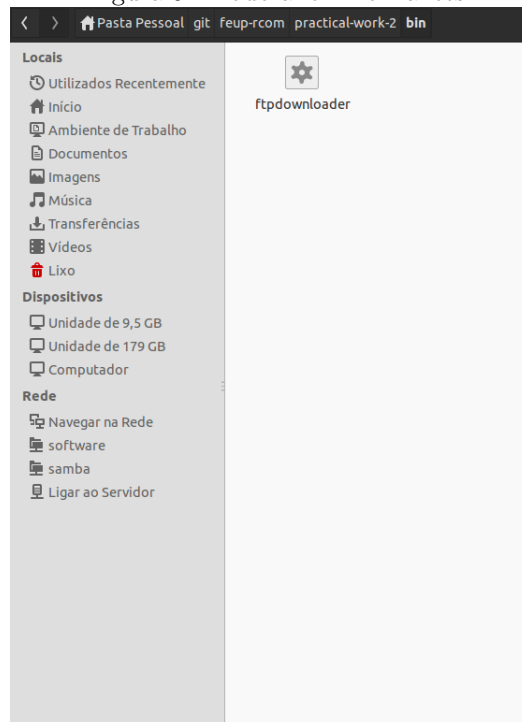 Pasta Pessoal git feup-rcom practical-work-2 bin
Locais
Utilizados Recentemente
Início
Ambiente de Trabalho
Documentos
Imagens
Música
Transferências
Vídeos
Lixo
Dispositivos
Unidade de 9,5 GB
Unidade de 179 GB
Computador
Rede
Navegar na Rede
software
samba
Ligar ao Servidor
ftpdownloader